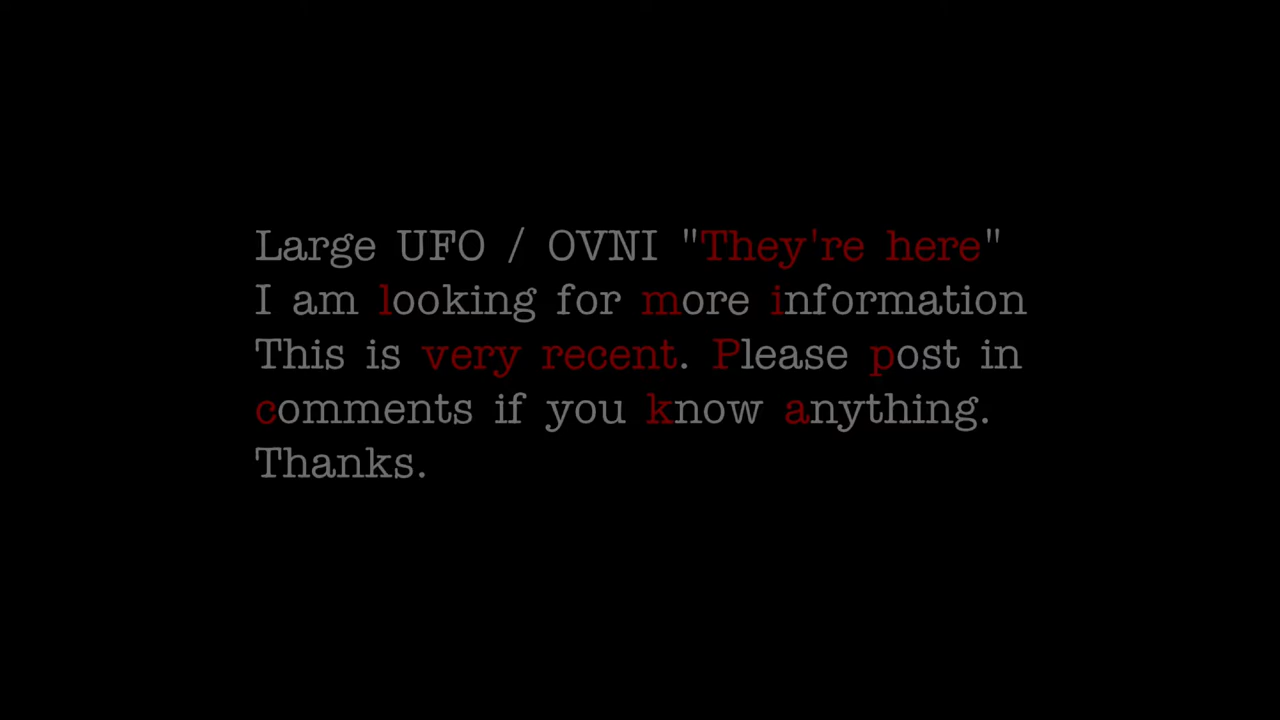 Large UFO / OVNI "They're here"
I am looking for more information
This is very recent. Please post in
comments if you know anything.
Thanks.